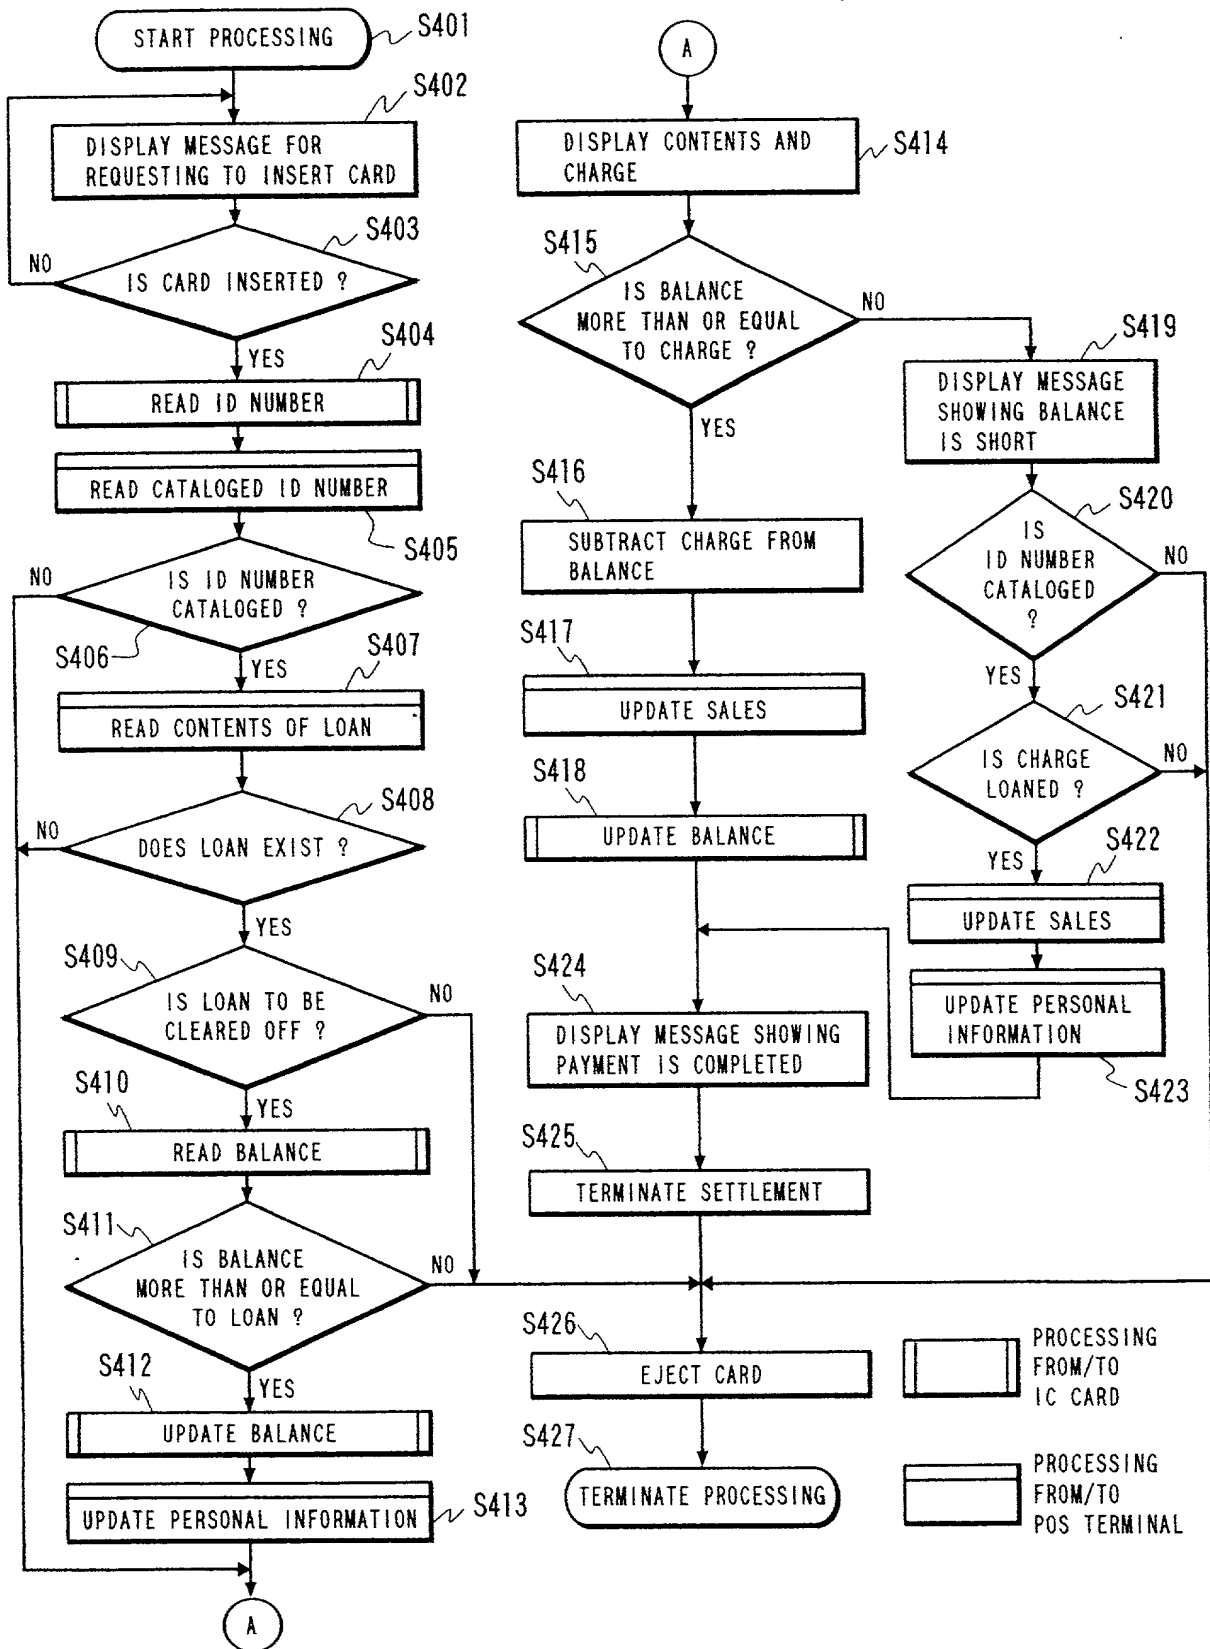 START PROCESSING
S401
S402
DISPLAY MESSAGE FOR
REQUESTING TO INSERT CARD
S403
NO
IS CARD INSERTED ?
YES
S404
READ ID NUMBER
READ CATALOGED ID NUMBER
S405
NO
IS ID NUMBER
CATALOGED ?
S406
YES
S407
READ CONTENTS OF LOAN
S408
NO
DOES LOAN EXIST ?
YES
S409
IS LOAN TO BE
CLEARED OFF ?
NO
S410
YES
READ BALANCE
S411
IS BALANCE
MORE THAN OR EQUAL
TO LOAN ?
NO
S412
YES
UPDATE BALANCE
UPDATE PERSONAL INFORMATION
S413
A
A
DISPLAY CONTENTS AND
CHARGE
S414
S415
IS BALANCE
MORE THAN OR EQUAL
TO CHARGE ?
NO
YES
S416
SUBTRACT CHARGE FROM
BALANCE
S417
UPDATE SALES
S418
UPDATE BALANCE
S424
DISPLAY MESSAGE SHOWING
PAYMENT IS COMPLETED
S425
TERMINATE SETTLEMENT
S426
EJECT CARD
S427
TERMINATE PROCESSING
S419
DISPLAY MESSAGE
SHOWING BALANCE
IS SHORT
S420
IS
ID NUMBER
CATALOGED
?
NO
YES
S421
IS CHARGE
LOANED ?
NO
YES
S422
UPDATE SALES
UPDATE PERSONAL
INFORMATION
S423
PROCESSING
FROM/TO
IC CARD
PROCESSING
FROM/TO
POS TERMINAL